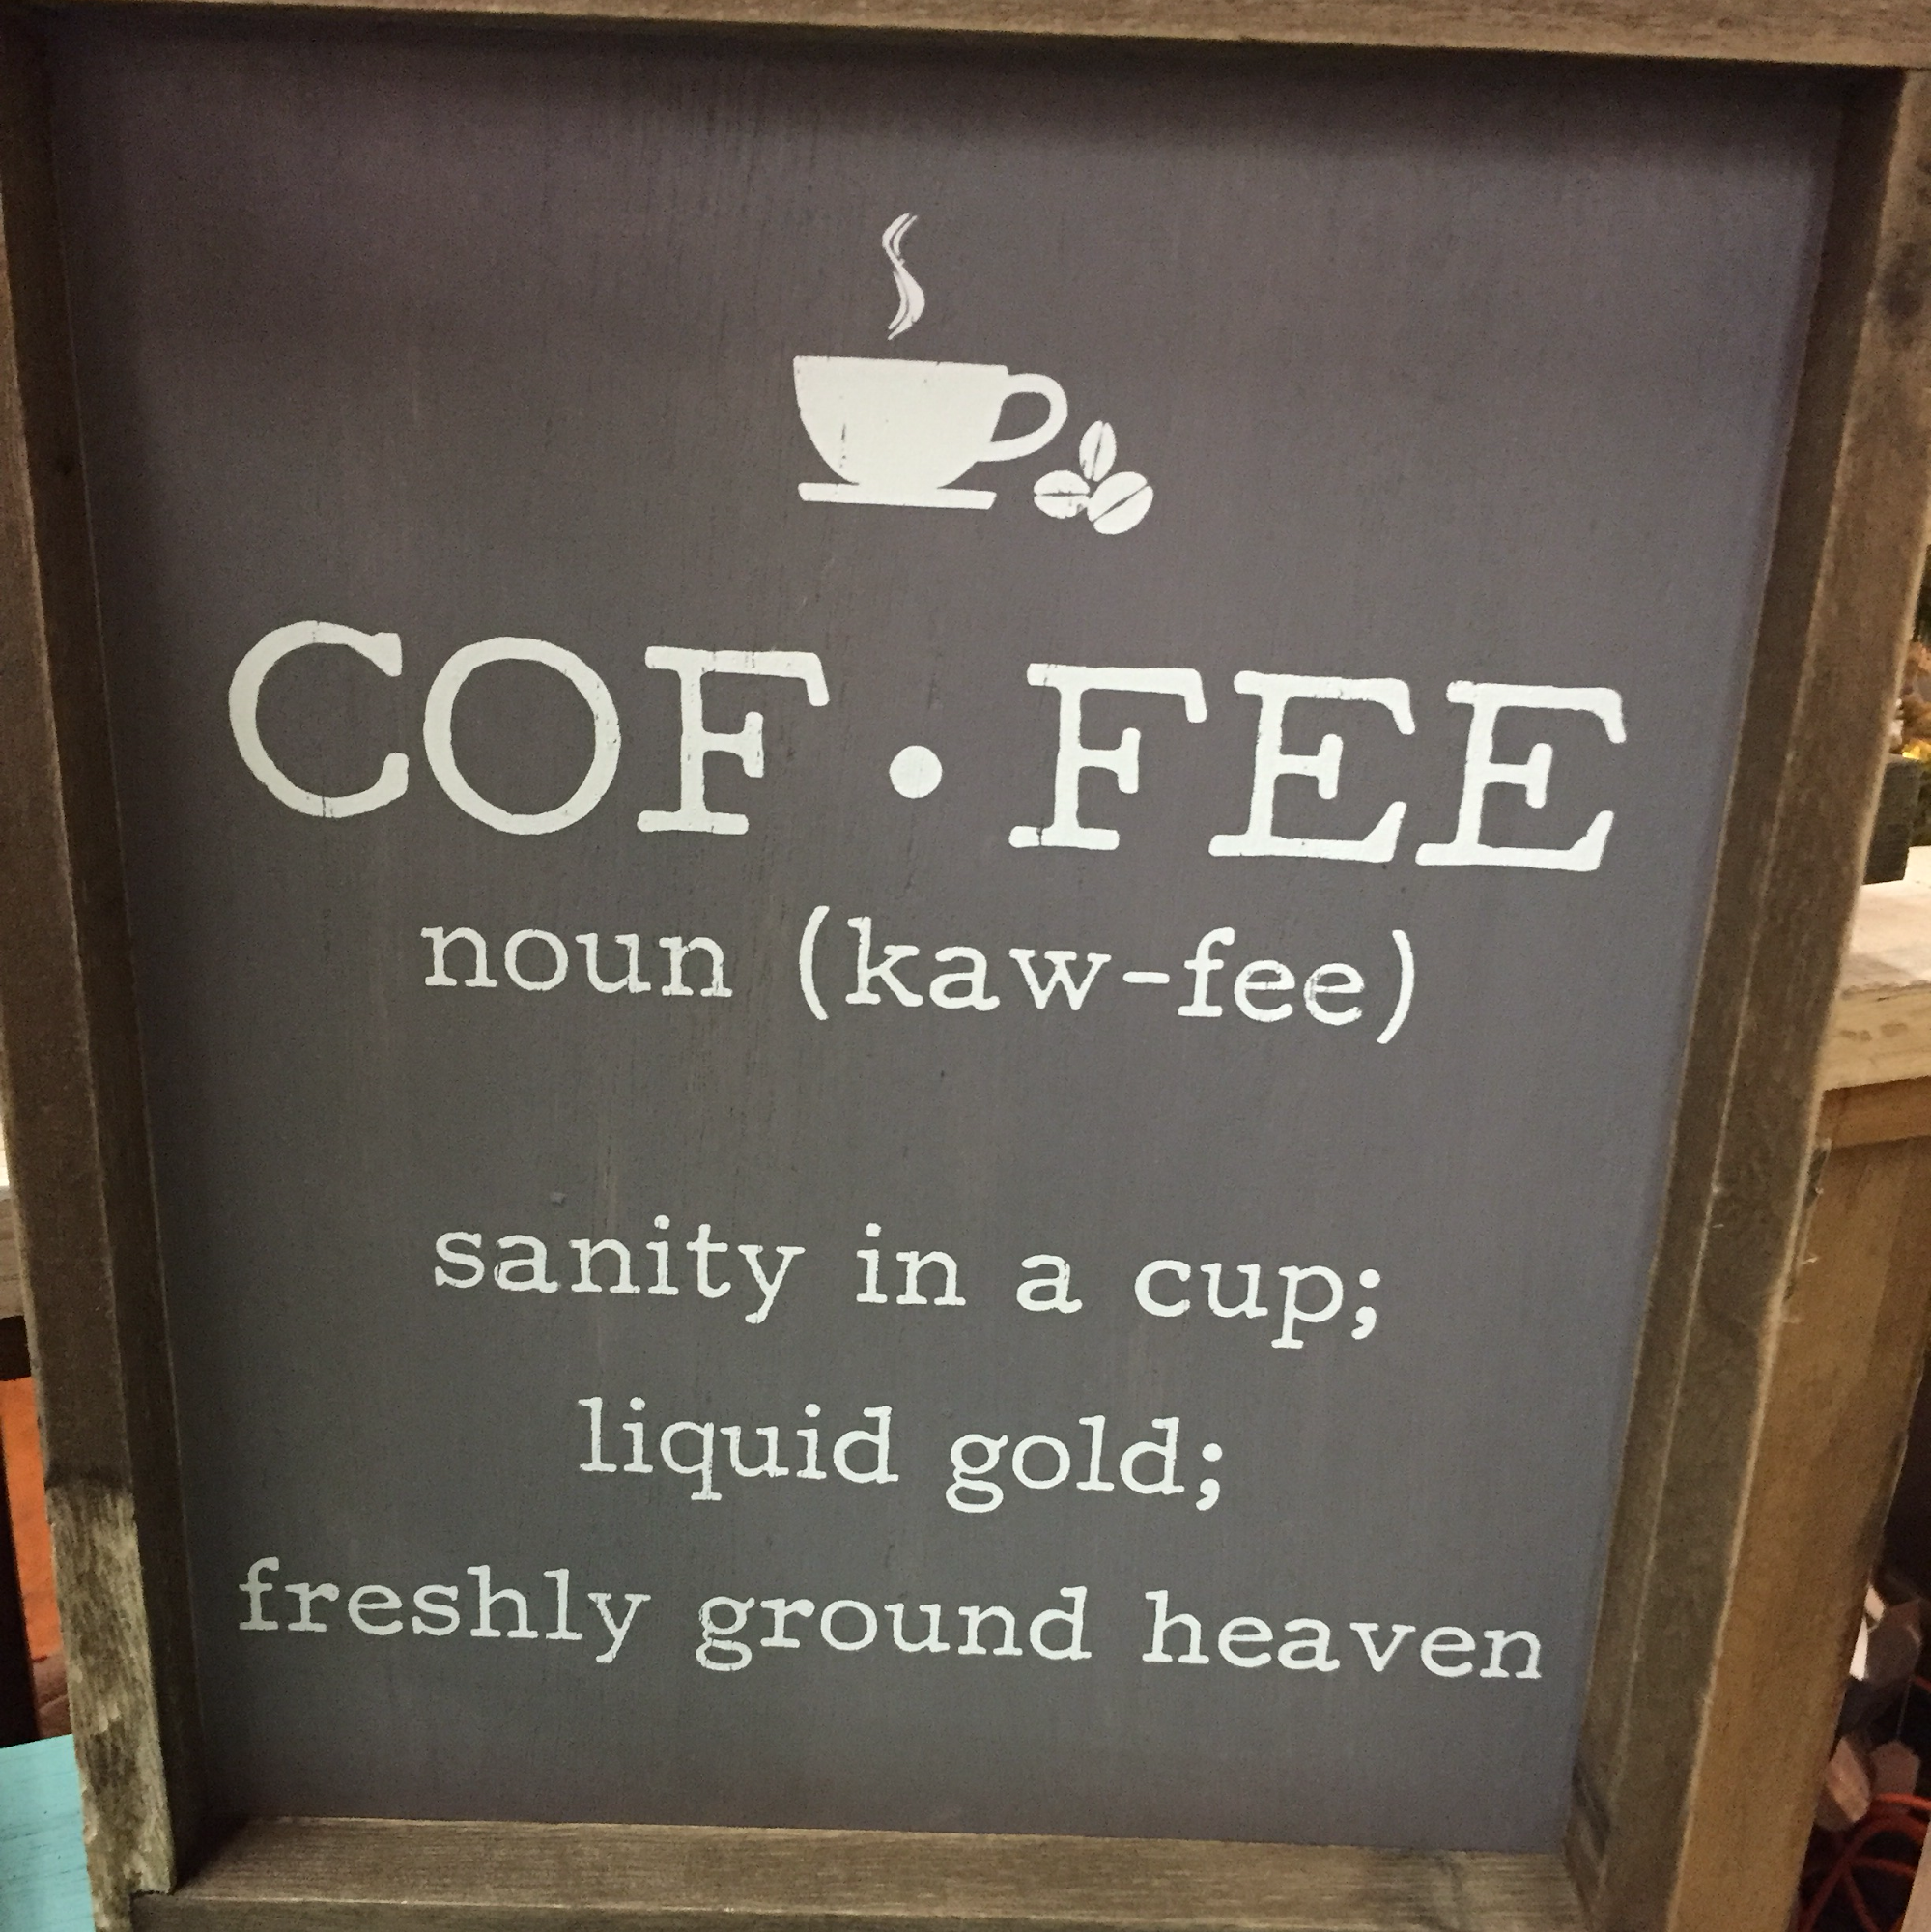 COF • FEE
noun (kaw-fee)
sanity in a cup;
liquid gold;
freshly ground heaven